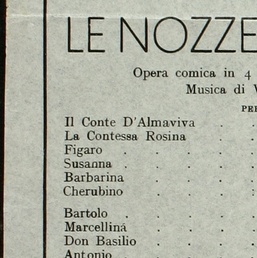 LE NOZZE
Opera comica in 4
Musica di
PER
Il Conte D'Almaviva . .
La Contessa Rosina . .
Figaro . . . . .
Susanna . . . . .
Barbarina . . . .
Cherubino . . . .
Bartolo . . . . .
Marcellina . . . .
Don Basilio . . . .
Antonio . . . . .